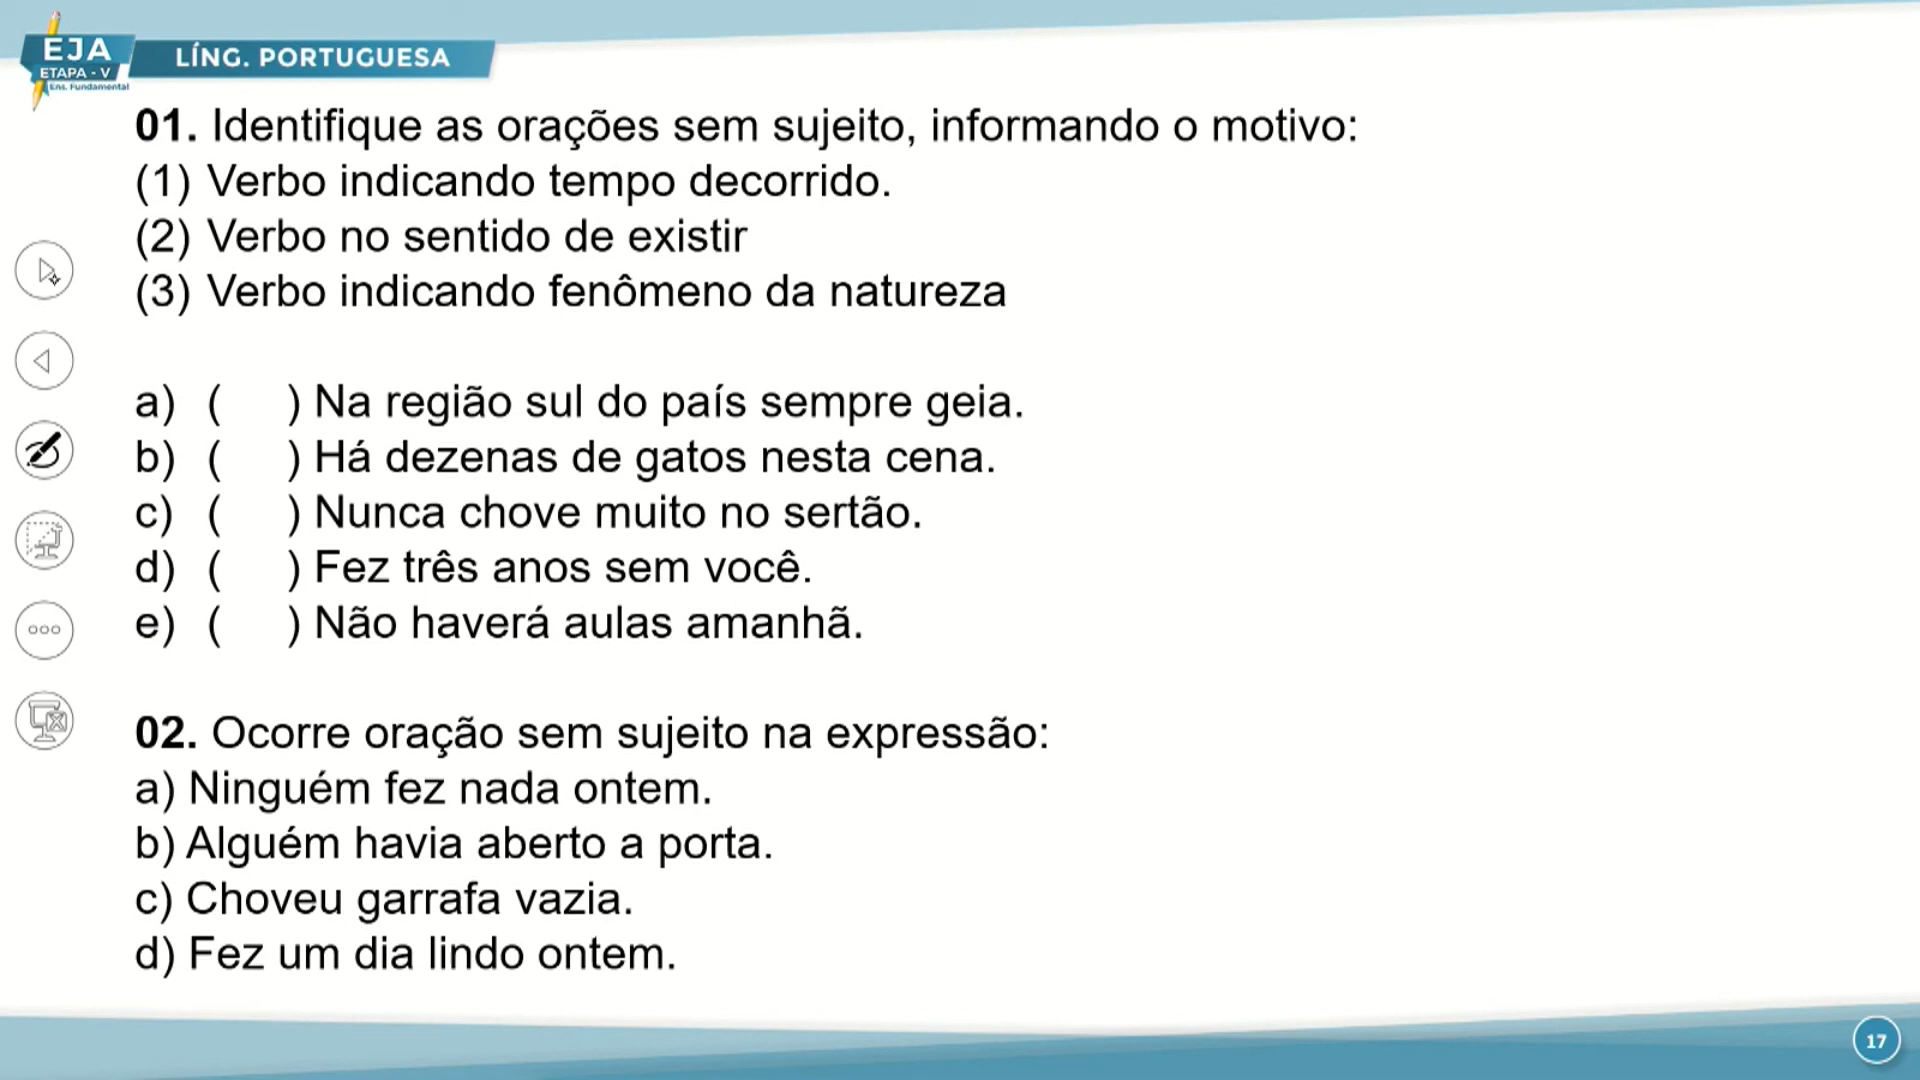 EJA
ETAPA - V
Ens. Fundamental
LÍNG. PORTUGUESA
01. Identifique as orações sem sujeito, informando o motivo:
(1) Verbo indicando tempo decorrido.
(2) Verbo no sentido de existir
(3) Verbo indicando fenômeno da natureza
a) ( ) Na região sul do país sempre geia.
b) ( ) Há dezenas de gatos nesta cena.
c) ( ) Nunca chove muito no sertão.
d) ( ) Fez três anos sem você.
e) ( ) Não haverá aulas amanhã.
02. Ocorre oração sem sujeito na expressão:
a) Ninguém fez nada ontem.
b) Alguém havia aberto a porta.
c) Choveu garrafa vazia.
d) Fez um dia lindo ontem.
17